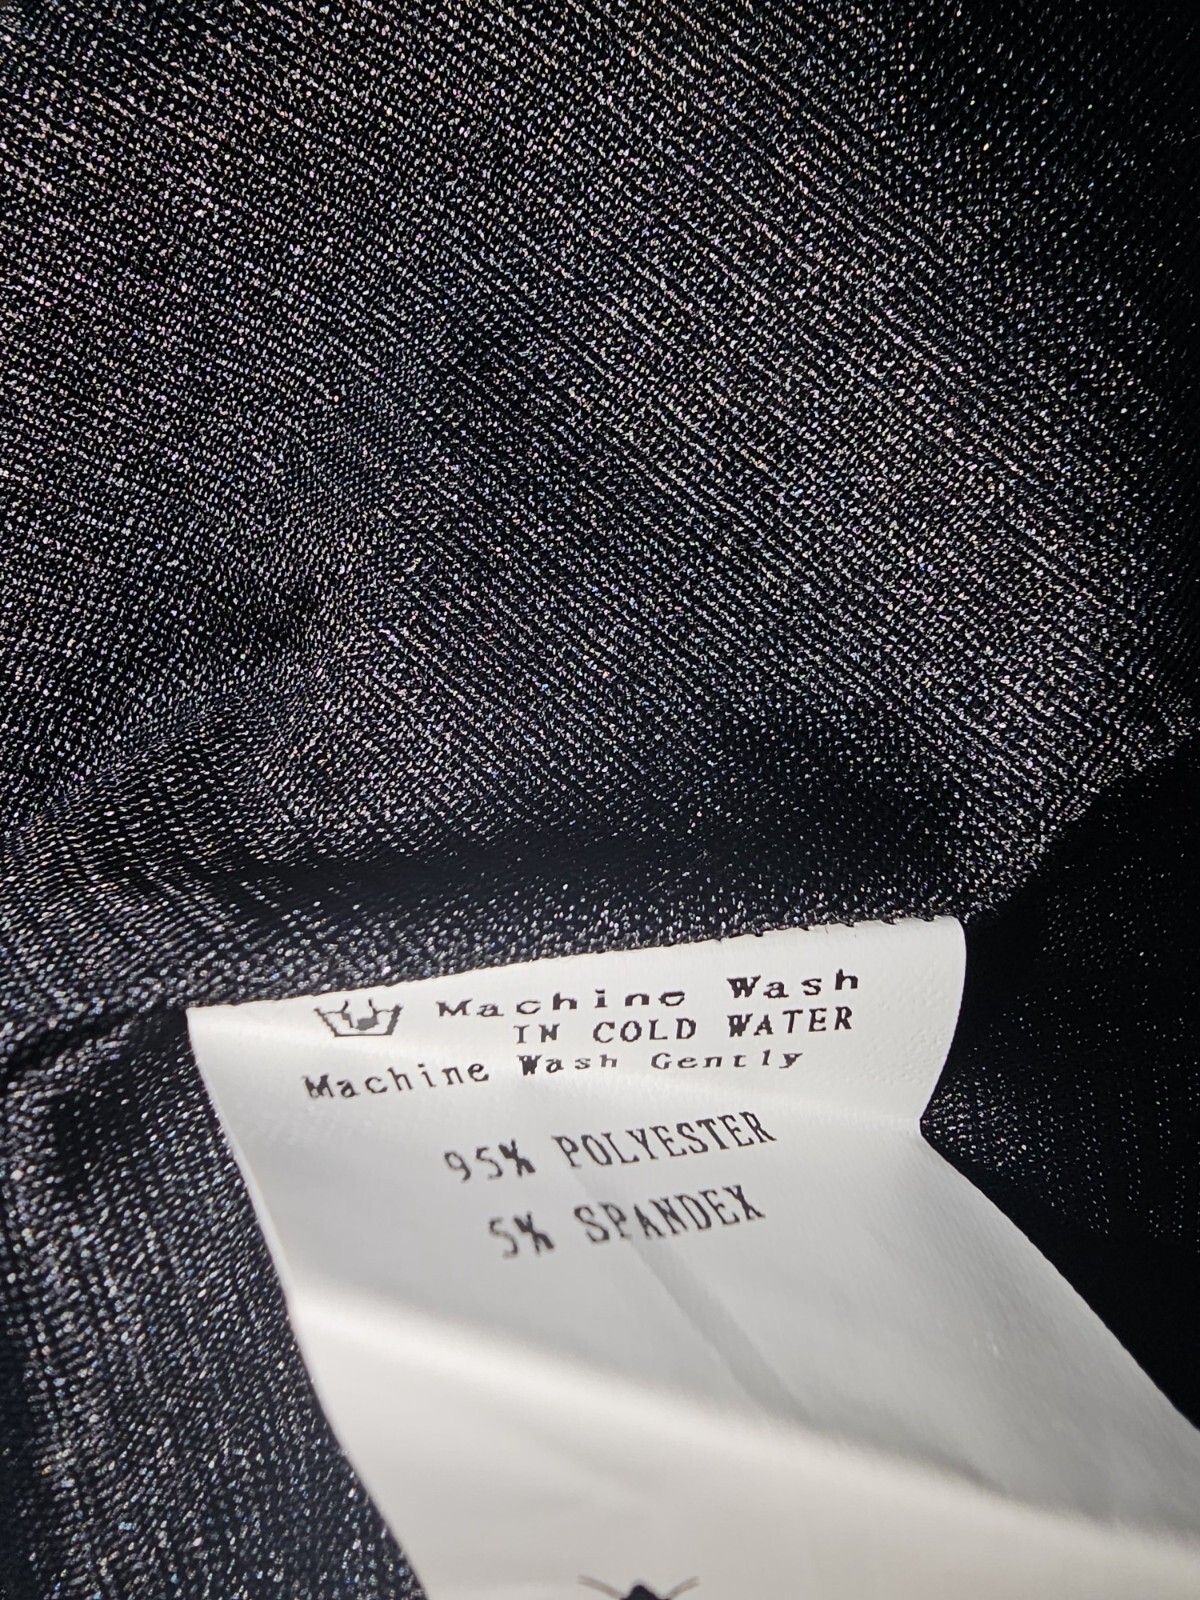 Machine Wash
IN COLD WATER
Machine Wash Gently
95% POLYESTER
5% SPANDEX